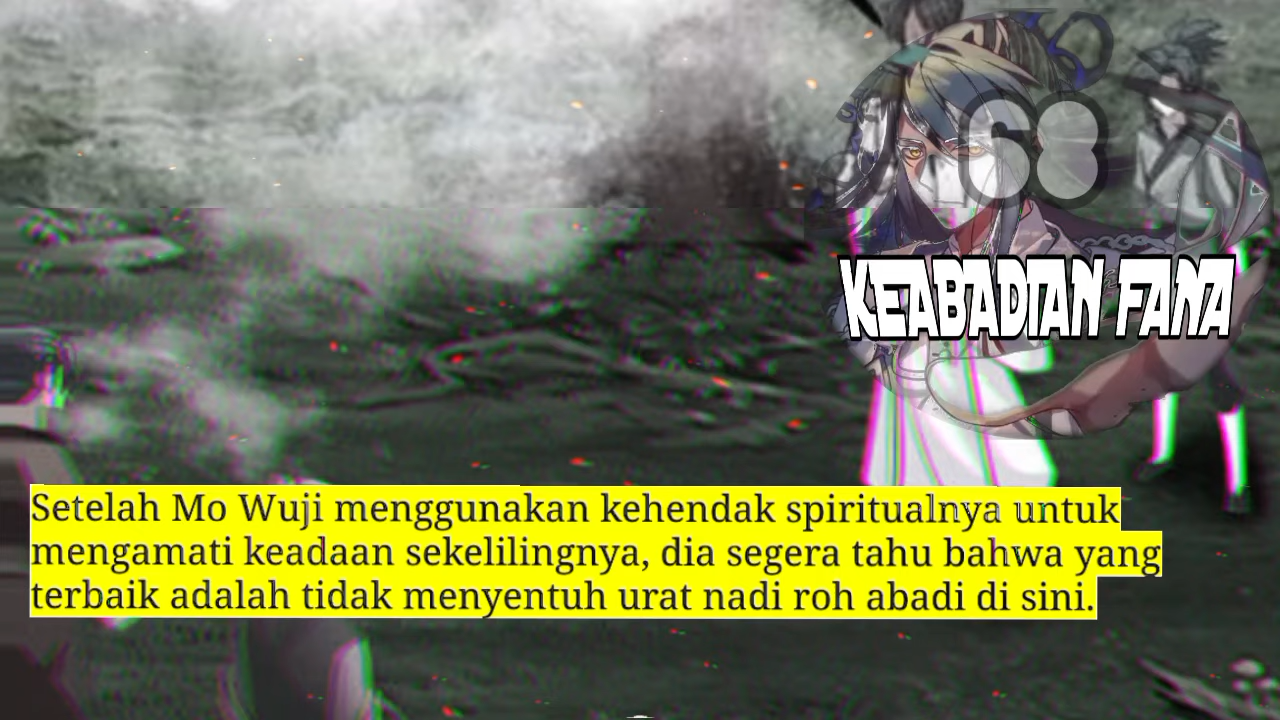 68
KEABADIAN FANA
Setelah Mo Wuji menggunakan kehendak spiritualnya untuk
mengamati keadaan sekelilingnya, dia segera tahu bahwa yang
terbaik adalah tidak menyentuh urat nadi roh abadi di sini.